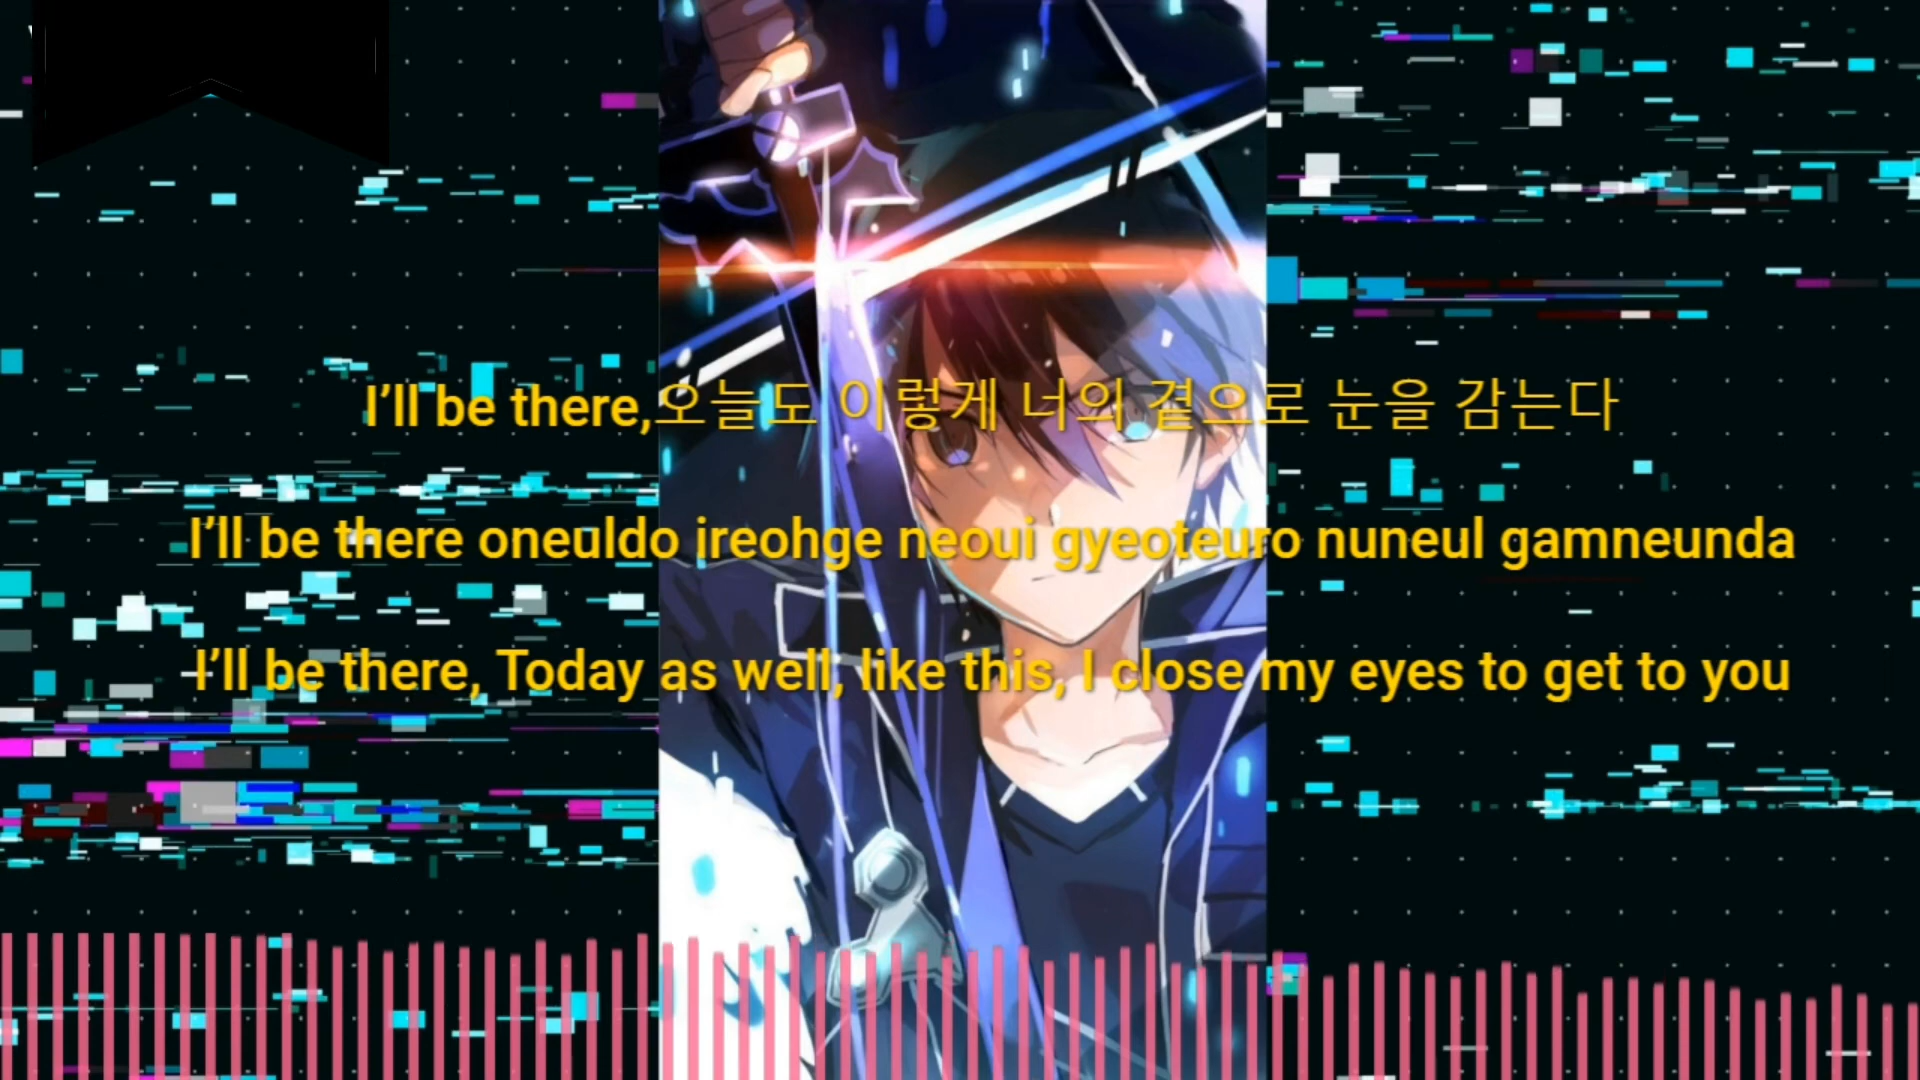 I’ll be there,오늘도 이렇게 너의 곁으로 눈을 감는다
I’ll be there oneuldo ireohge neoui gyeoteuro nuneul gamneunda
I’ll be there, Today as well, like this, I close my eyes to get to you